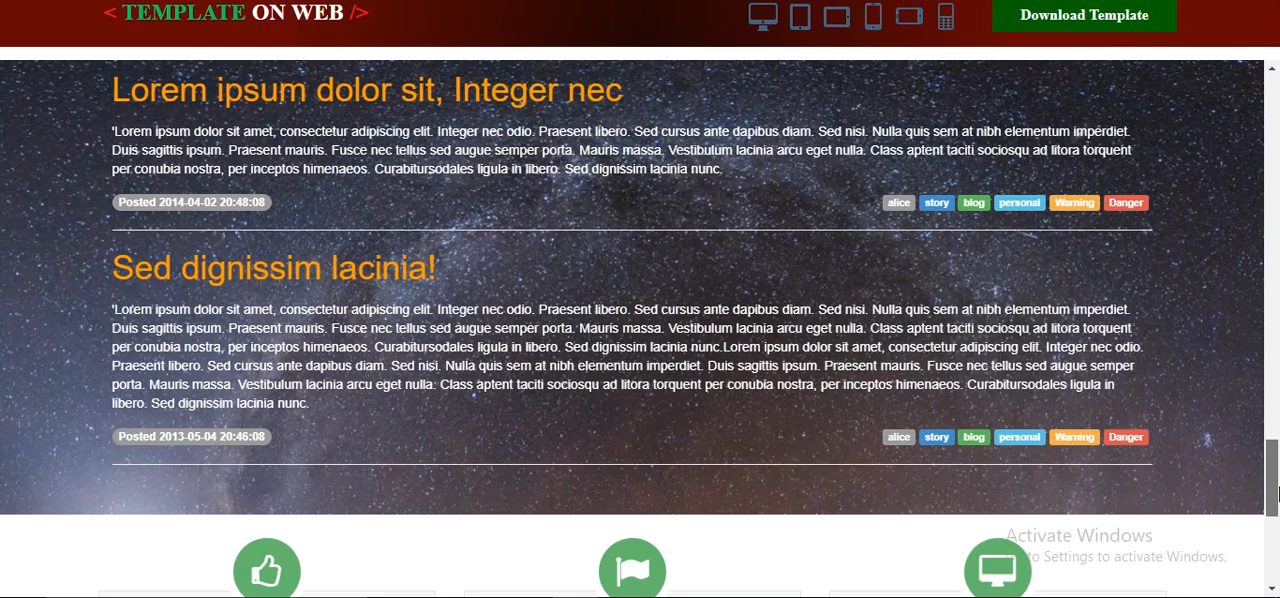 < TEMPLATE ON WEB />
Download Template
Lorem ipsum dolor sit, Integer nec
'Lorem ipsum dolor sit amet, consectetur adipiscing elit. Integer nec odio. Praesent libero. Sed cursus ante dapibus diam. Sed nisi. Nulla quis sem at nibh elementum imperdiet.
Duis sagittis ipsum. Praesent mauris. Fusce nec tellus sed augue semper porta. Mauris massa. Vestibulum lacinia arcu eget nulla. Class aptent taciti sociosqu ad litora torquent
per conubia nostra, per inceptos himenaeos. Curabitursodales ligula in libero. Sed dignissim lacinia nunc.
Posted 2014-04-02 20:48:08
alice story blog personal Warning Danger
Sed dignissim lacinia!
'Lorem ipsum dolor sit amet, consectetur adipiscing elit. Integer nec odio. Praesent libero. Sed cursus ante dapibus diam. Sed nisi. Nulla quis sem at nibh elementum imperdiet.
Duis sagittis ipsum. Praesent mauris. Fusce nec tellus sed augue semper porta. Mauris massa. Vestibulum lacinia arcu eget nulla. Class aptent taciti sociosqu ad litora torquent
per conubia nostra, per inceptos himenaeos. Curabitursodales ligula in libero. Sed dignissim lacinia nunc.Lorem ipsum dolor sit amet, consectetur adipiscing elit. Integer nec odio.
Praesent libero. Sed cursus ante dapibus diam. Sed nisi. Nulla quis sem at nibh elementum imperdiet. Duis sagittis ipsum. Praesent mauris. Fusce nec tellus sed augue semper
porta. Mauris massa. Vestibulum lacinia arcu eget nulla. Class aptent taciti sociosqu ad litora torquent per conubia nostra, per inceptos himenaeos. Curabitursodales ligula in
libero. Sed dignissim lacinia nunc.
Posted 2013-05-04 20:46:08
alice story blog personal Warning Danger
Activate Windows
to Settings to activate Windows.